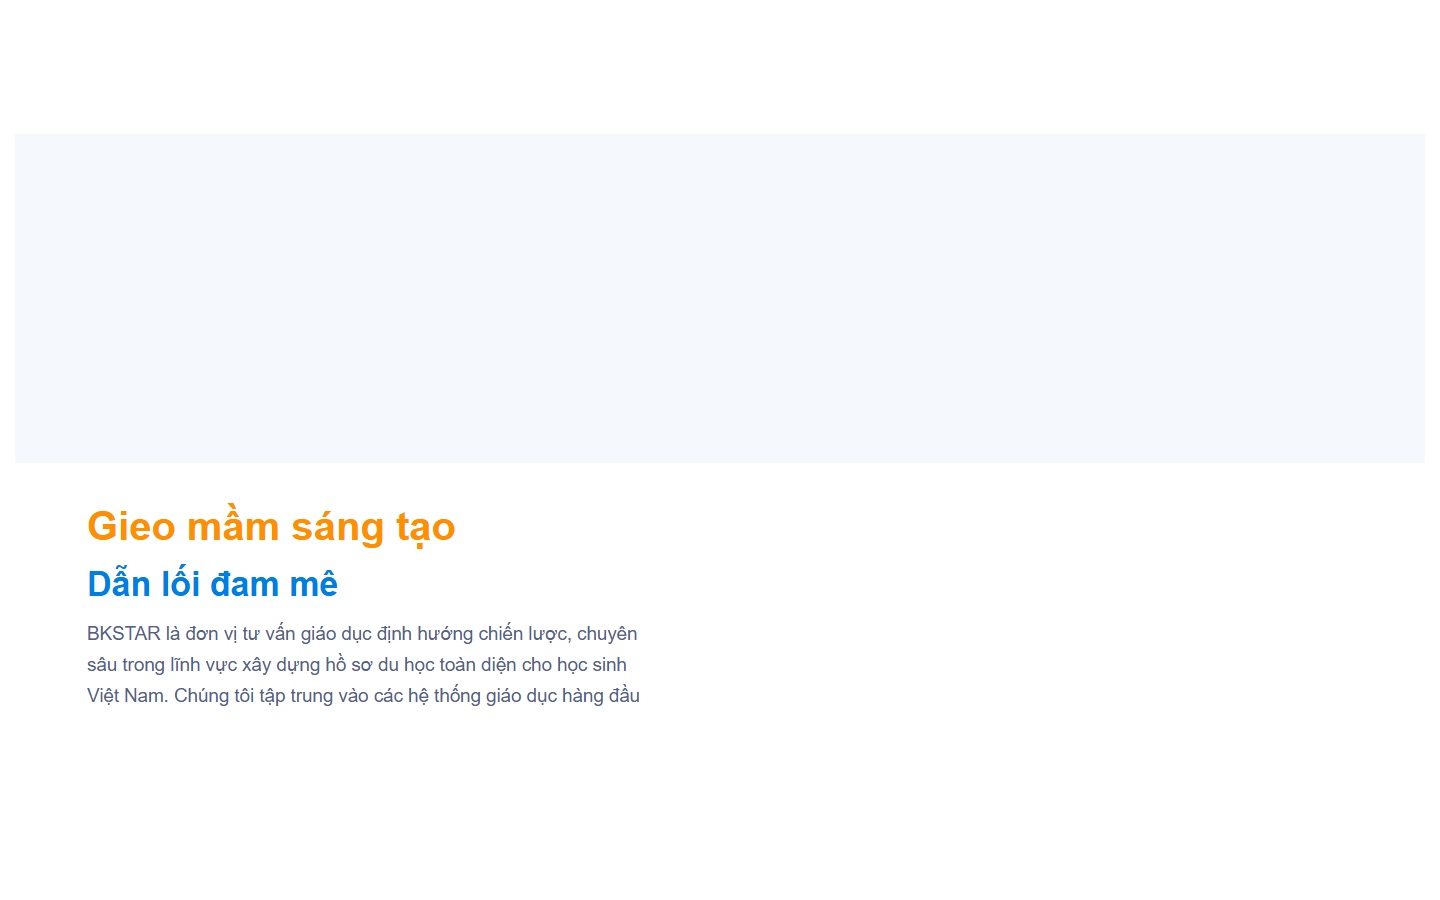 Gieo mầm sáng tạo
Dẫn lối đam mê
BKSTAR là đơn vị tư vấn giáo dục định hướng chiến lược, chuyên
sâu trong lĩnh vực xây dựng hồ sơ du học toàn diện cho học sinh
Việt Nam. Chúng tôi tập trung vào các hệ thống giáo dục hàng đầu